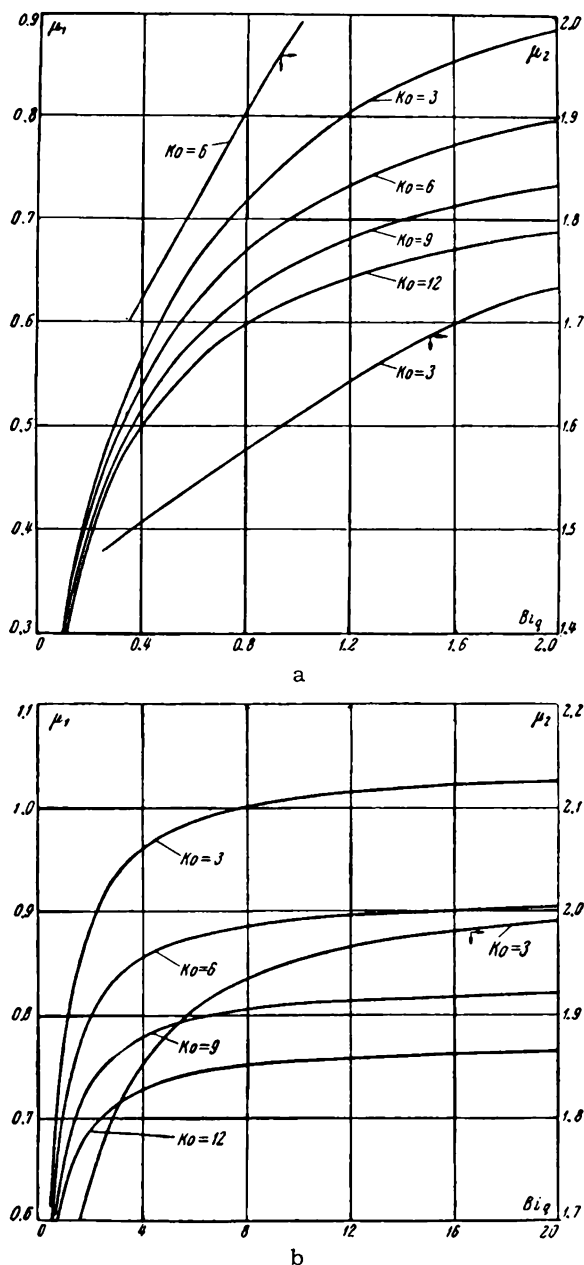 0.9 μ₁ μ₂ 2.0
Ko=3
0.8 1.9
Ko=6
Ko=6
0.7 1.8
Ko=9
Ko=12
0.6 1.7
Ko=3
0.5 1.6
0.4 1.5
0.3 Bi_q 1.4
0 0.4 0.8 1.2 1.6 2.0
a
1.1 μ₁ μ₂ 2,2
1.0 2.1
Ko=3
0.9 2.0
Ko=6 Ko=3
0.8 1.9
Ko=9
0.7 1.8
Ko=12
0.6 Bi_q 1.7
0 4 8 12 16 20
b